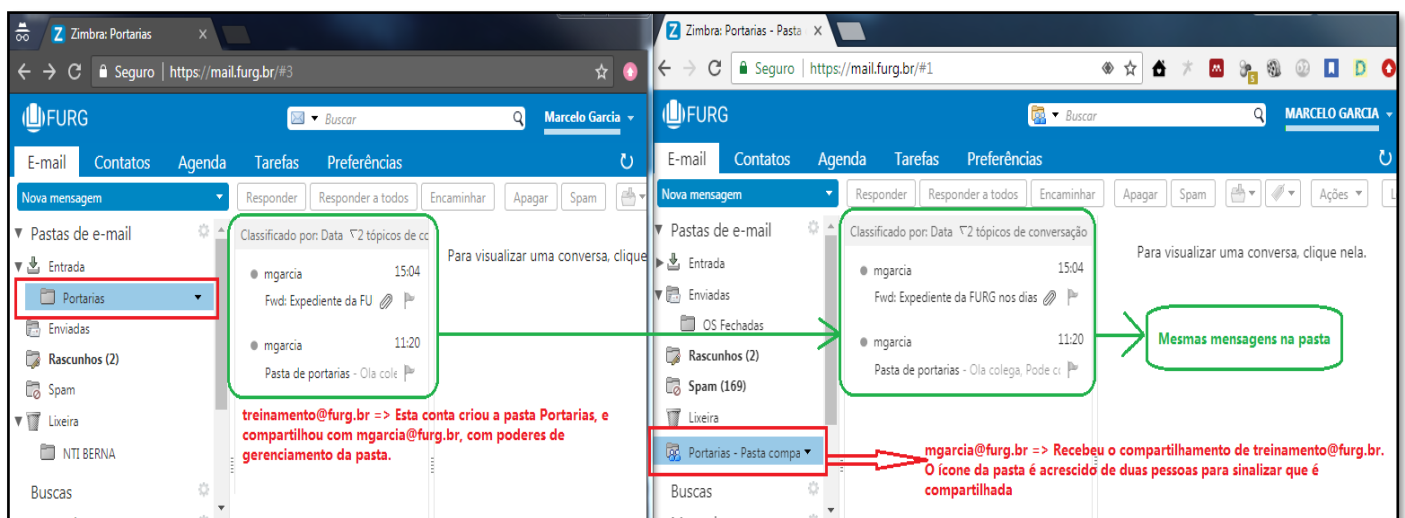 Zimbra: Portarias
Seguro | https://mail.furg.br/#3
FURG
Buscar
Marcelo Garcia
E-mail Contatos Agenda Tarefas Preferências
Nova mensagem
Responder Responder a todos Encaminhar Apagar Spam
Pastas de e-mail
Entrada
Portarias
Enviadas
Rascunhos (2)
Spam
Lixeira
NTI BERNA
Buscas
Classificado por: Data 2 tópicos de cc
mgarcia 15:04
Fwd: Expediente da FU
mgarcia 11:20
Pasta de portarias - Ola cole
Para visualizar uma conversa, clique
treinamento@furg.br => Esta conta criou a pasta Portarias, e
compartilhou com mgarcia@furg.br, com poderes de
gerenciamento da pasta.
Zimbra: Portarias - Pasta
Seguro | https://mail.furg.br/#1
FURG
Buscar
MARCELO GARCIA
E-mail Contatos Agenda Tarefas Preferências
Nova mensagem
Responder Responder a todos Encaminhar Apagar Spam Ações L
Pastas de e-mail
Entrada
Enviadas
OS Fechadas
Rascunhos (2)
Spam (169)
Lixeira
Portarias - Pasta compa
Buscas
Classificado por: Data 2 tópicos de conversação
mgarcia 15:04
Fwd: Expediente da FURG nos dias
mgarcia 11:20
Pasta de portarias - Ola colega, Pode cc
Para visualizar uma conversa, clique nela.
Mesmas mensagens na pasta
mgarcia@furg.br => Recebeu o compartilhamento de treinamento@furg.br.
O ícone da pasta é acrescido de duas pessoas para sinalizar que é
compartilhada